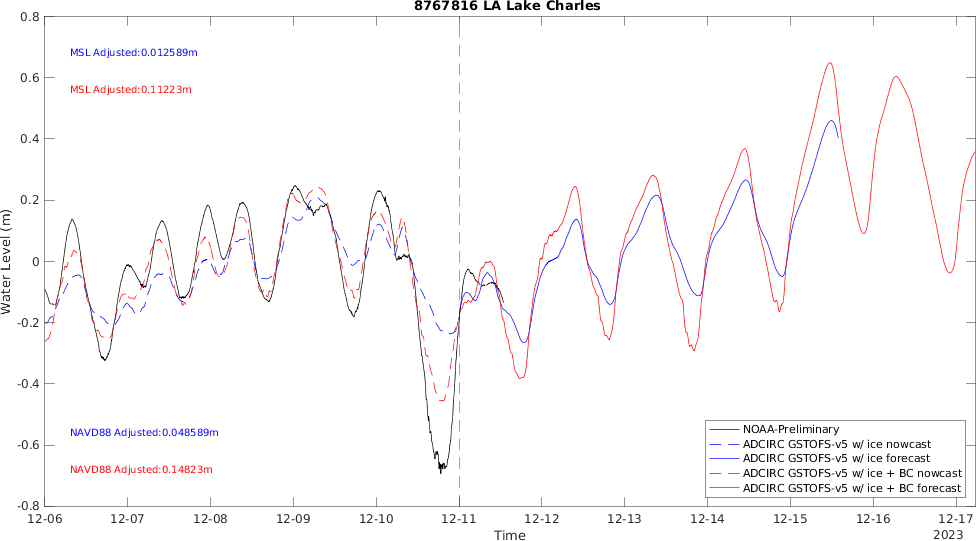 8767816 LA Lake Charles
MSL Adjusted:0.012589m
MSL Adjusted:0.11223m
NAVD88 Adjusted:0.048589m
NAVD88 Adjusted:0.14823m
Water Level (m)
0.8
0.6
0.4
0.2
0
-0.2
-0.4
-0.6
-0.8
NOAA-Preliminary
ADCIRC GSTOFS-v5 w/ ice nowcast
ADCIRC GSTOFS-v5 w/ ice forecast
ADCIRC GSTOFS-v5 w/ ice + BC nowcast
ADCIRC GSTOFS-v5 w/ ice + BC forecast
12-06 12-07 12-08 12-09 12-10 12-11 12-12 12-13 12-14 12-15 12-16 12-17
Time
2023